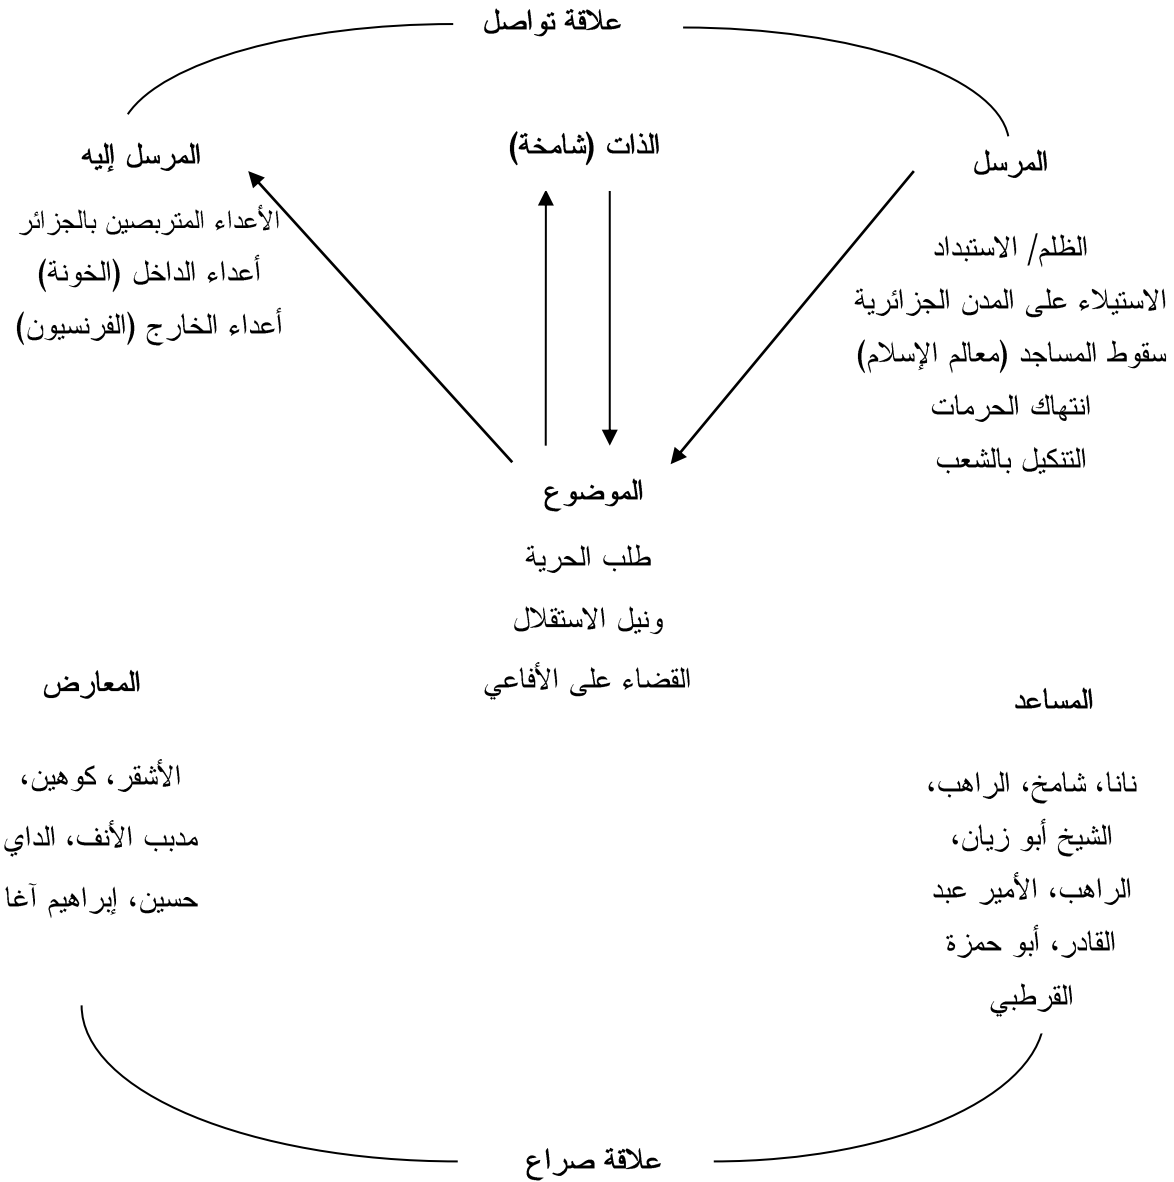 علاقة تواصل
الذات (شامخة)
المرسل
الظلم/ الاستبداد
الاستيلاء على المدن الجزائرية
سقوط المساجد (معالم الإسلام)
انتهاك الحرمات
التنكيل بالشعب
المرسل إليه
الأعداء المتربصين بالجزائر
أعداء الداخل (الخونة)
أعداء الخارج (الفرنسيون)
الموضوع
طلب الحرية
ونيل الاستقلال
القضاء على الأفاعي
المساعد
نانا، شامخ، الراهب،
الشيخ أبو زيان،
الراهب، الأمير عبد
القادر، أبو حمزة
القرطبي
المعارض
الأشقر، كوهين،
مدبب الأنف، الداي
حسين، إبراهيم آغا
علاقة صراع